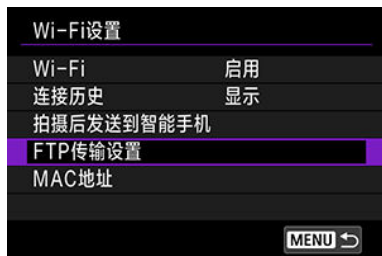 Wi-Fi设置
Wi-Fi 启用
连接历史 显示
拍摄后发送到智能手机
FTP传输设置
MAC地址
MENU